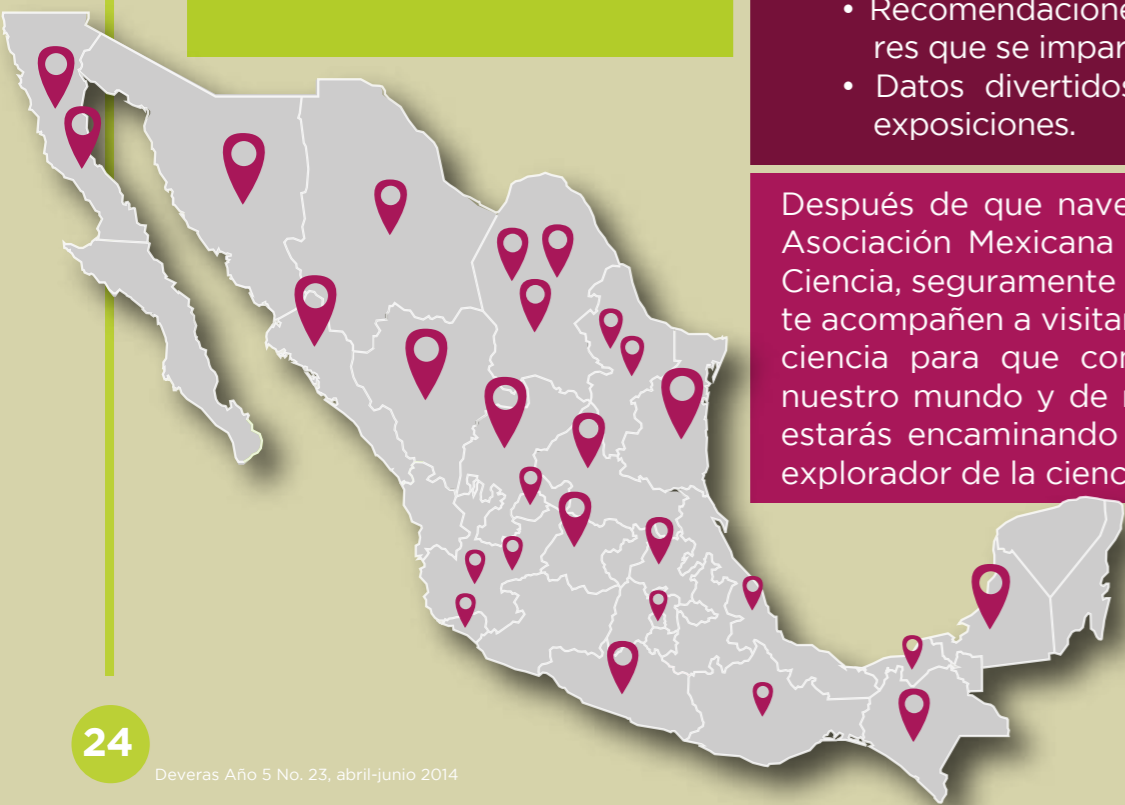 • Recomendacione
res que se impar
• Datos divertidos
exposiciones.
Después de que nave
Asociación Mexicana
Ciencia, seguramente
te acompañen a visitar
ciencia para que con
nuestro mundo y de
estarás encaminando
explorador de la cienc
24
Deveras Año 5 No. 23, abril-junio 2014